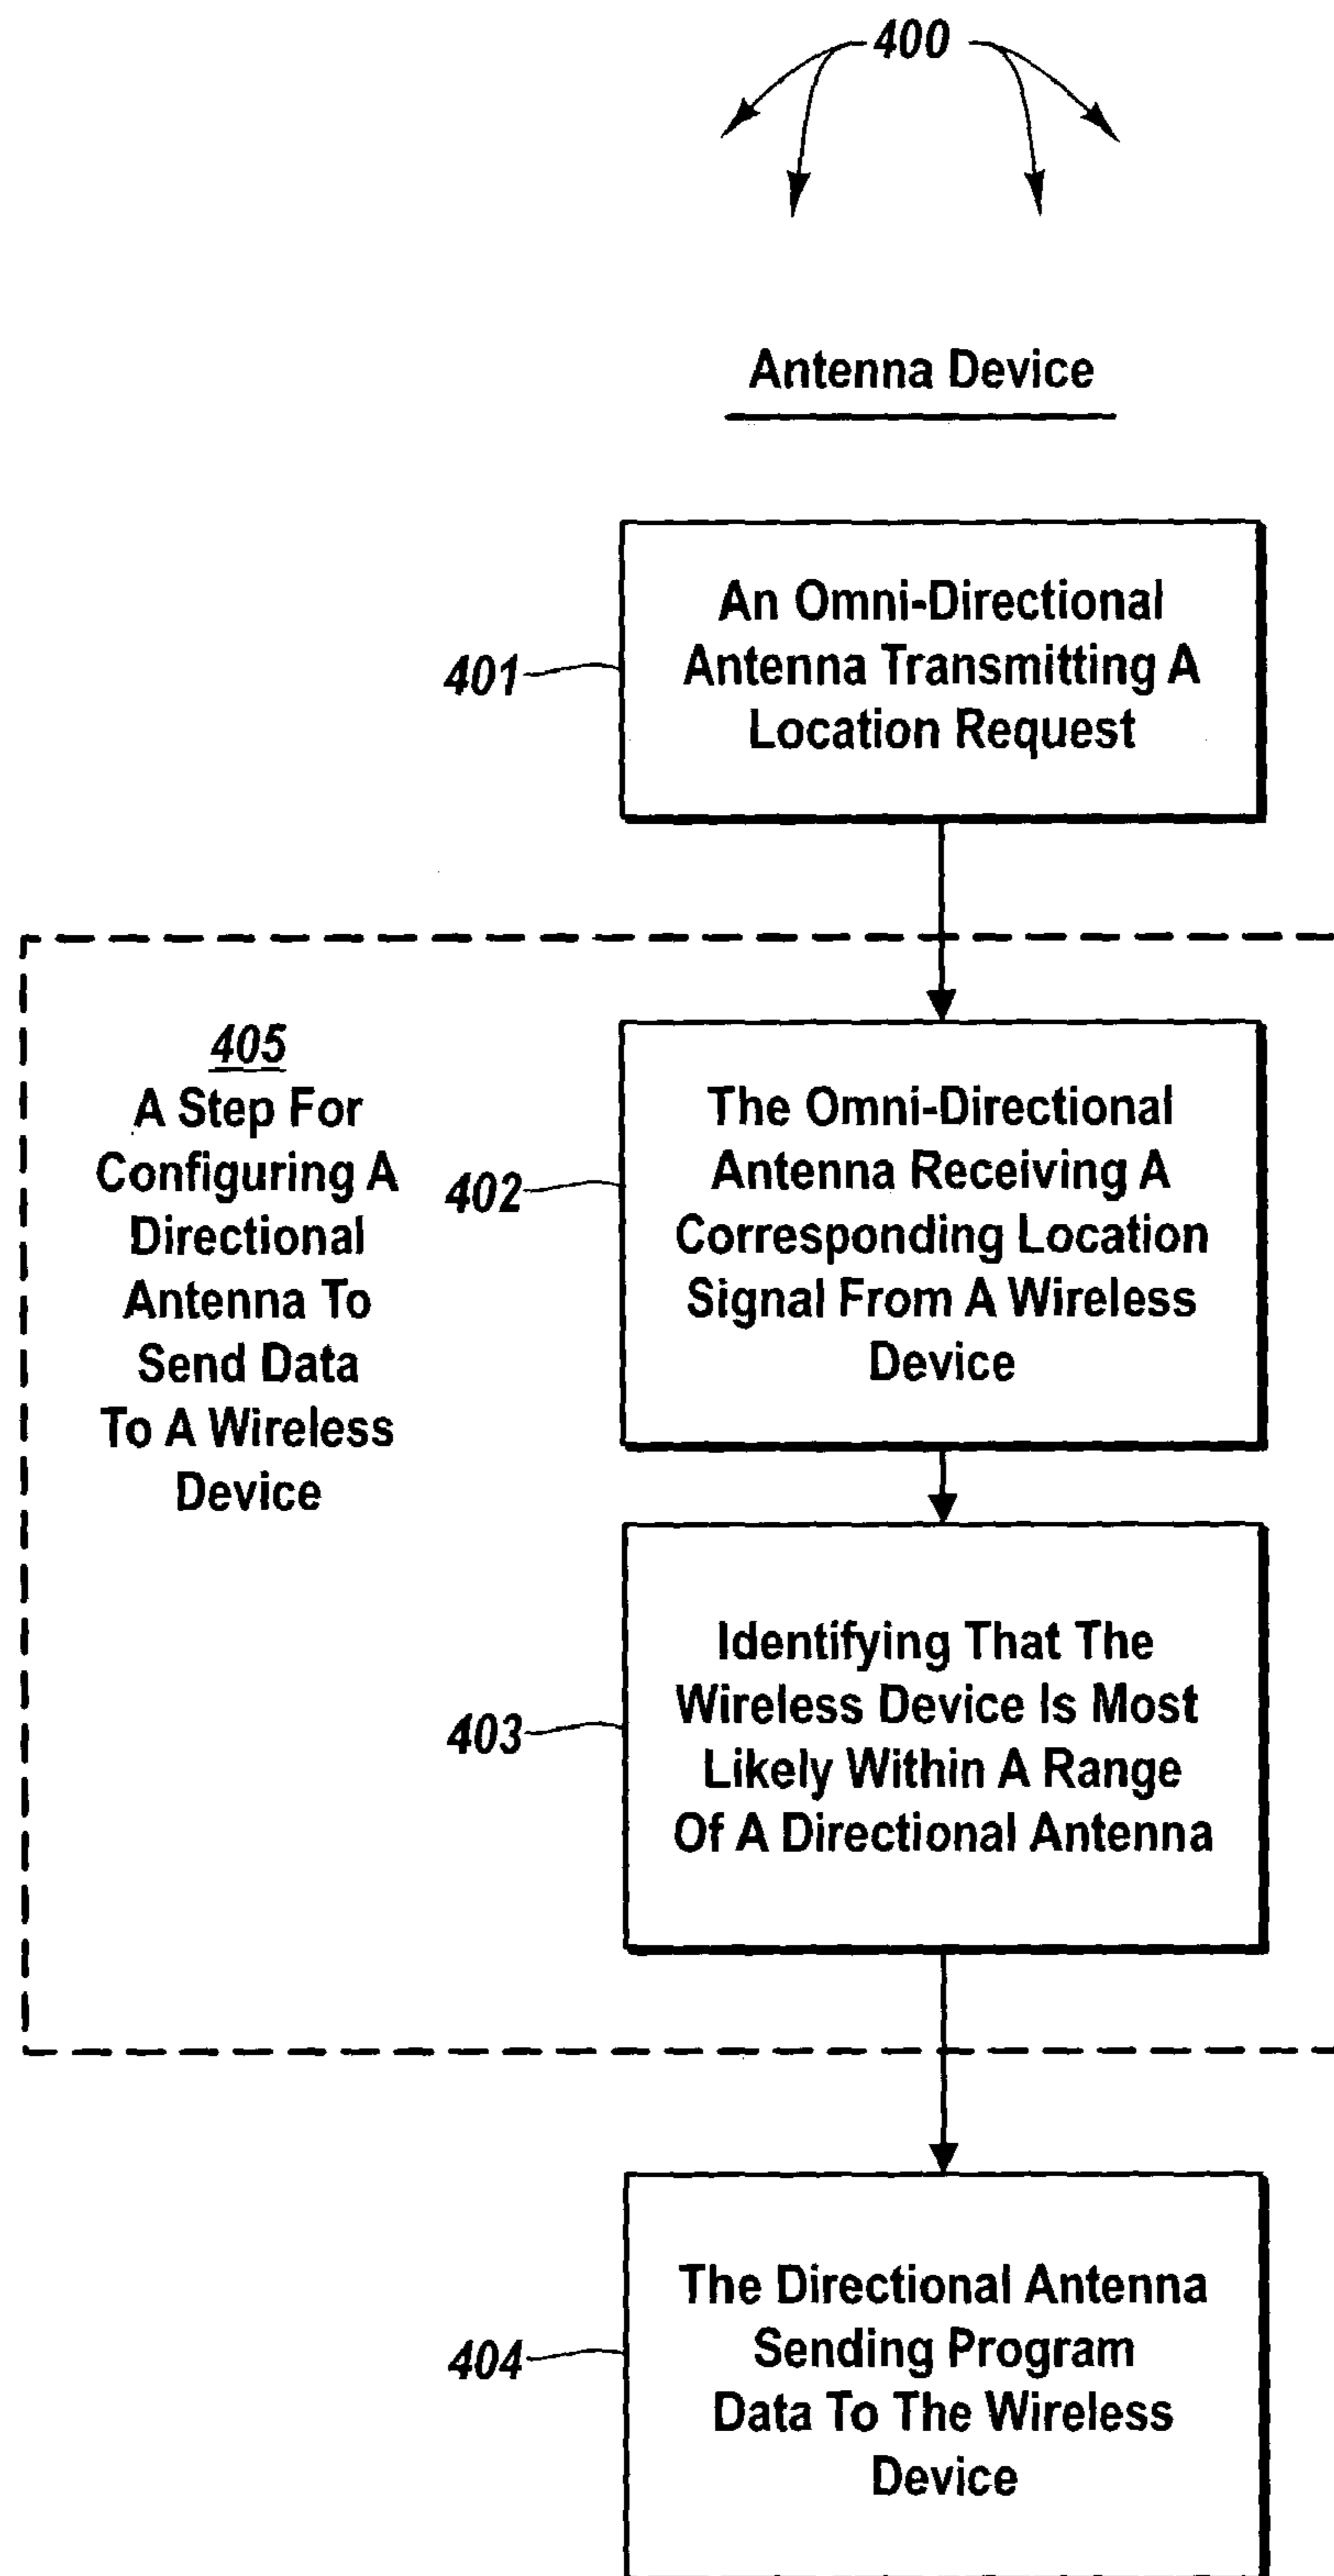 400
Antenna Device
401
An Omni-Directional
Antenna Transmitting A
Location Request
405
A Step For
Configuring A
Directional
Antenna To
Send Data
To A Wireless
Device
402
The Omni-Directional
Antenna Receiving A
Corresponding Location
Signal From A Wireless
Device
403
Identifying That The
Wireless Device Is Most
Likely Within A Range
Of A Directional Antenna
404
The Directional Antenna
Sending Program
Data To The Wireless
Device